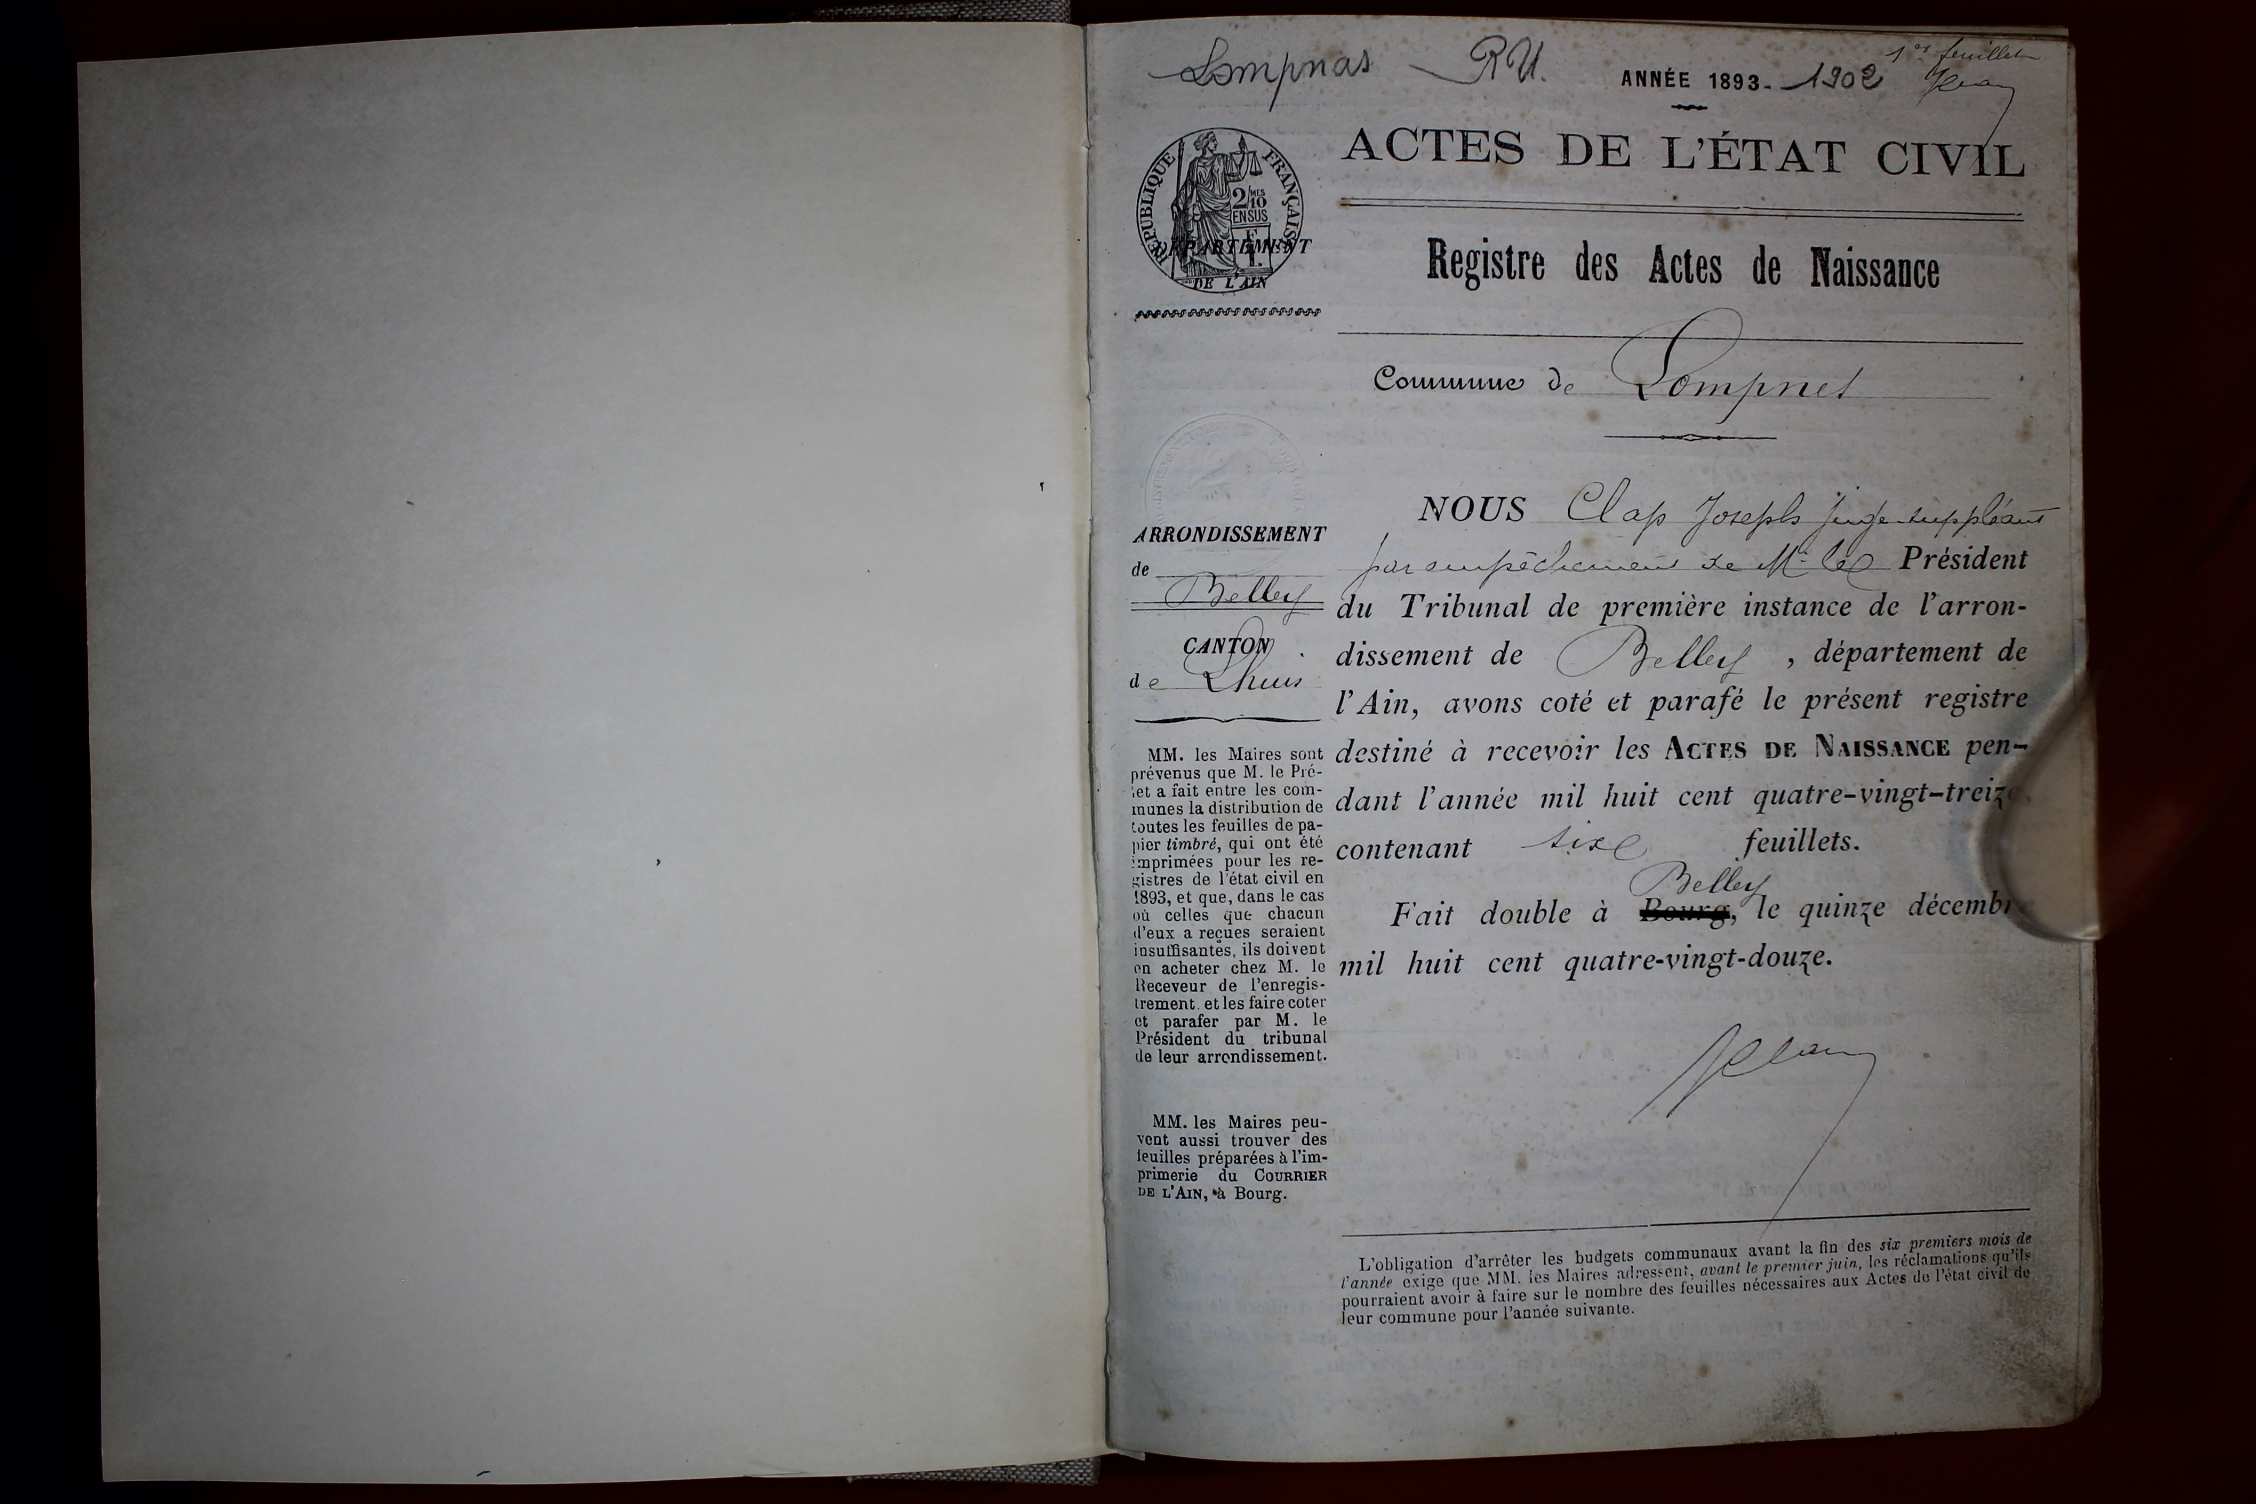 Lompnas RU.
1er feuillet
ANNÉE 1893-1902
ACTES DE L'ÉTAT CIVIL
RÉPUBLIQUE FRANÇAISE
2/10 MES
EN SUS
DÉPARTEMENT
DE L'AIN
Registre des Actes de Naissance
Commune de Lompnes
ARRONDISSEMENT
de
Belley
CANTON
de Lhuis
MM. les Maires sont
prévenus que M. le Pré-
fet a fait entre les com-
munes la distribution de
toutes les feuilles de pa-
pier timbré, qui ont été
imprimées pour les re-
gistres de l'état civil en
1893, et que, dans le cas
où celles que chacun
d'eux a reçues seraient
insuffisantes, ils doivent
en acheter chez M. le
Receveur de l'enregis-
trement et les faire coter
et parafer par M. le
Président du tribunal
de leur arrondissement.
MM. les Maires peu-
vent aussi trouver des
feuilles préparées à l'im-
primerie du COURRIER
DE L'AIN, à Bourg.
NOUS Clap Joseph juge suppléant
par empêchement de Mr le Président
du Tribunal de première instance de l'arron-
dissement de Belley, département de
l'Ain, avons coté et parafé le présent registre
destiné à recevoir les ACTES DE NAISSANCE pen-
dant l'année mil huit cent quatre-vingt-treize,
contenant six feuillets.
Belley
Fait double à Bourg, le quinze décembre
mil huit cent quatre-vingt-douze.
L'obligation d'arrêter les budgets communaux avant la fin des six premiers mois de
l'année exige que MM. les Maires adressent, avant le premier juin, les réclamations qu'ils
pourraient avoir à faire sur le nombre des feuilles nécessaires aux Actes de l'état civil de
leur commune pour l'année suivante.